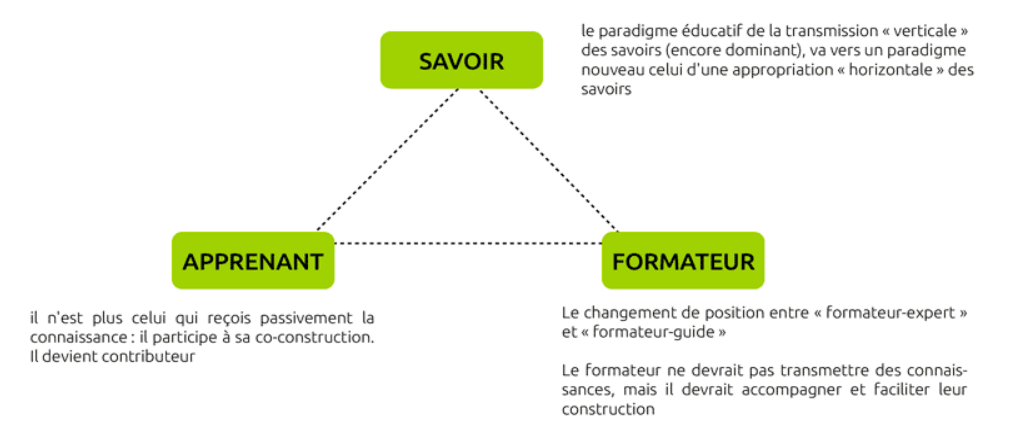 SAVOIR
le paradigme éducatif de la transmission « verticale »
des savoirs (encore dominant), va vers un paradigme
nouveau celui d'une appropriation « horizontale » des
savoirs
APPRENANT
il n'est plus celui qui reçois passivement la
connaissance : il participe à sa co-construction.
Il devient contributeur
FORMATEUR
Le changement de position entre « formateur-expert »
et « formateur-guide »
Le formateur ne devrait pas transmettre des connais-
sances, mais il devrait accompagner et faciliter leur
construction